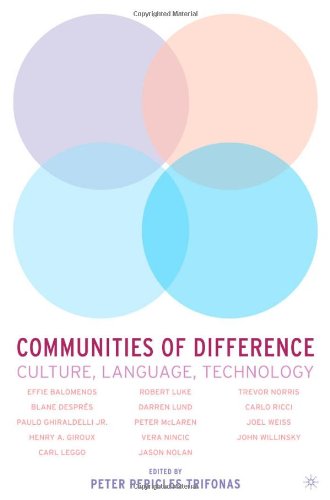 Copyrighted Material
COMMUNITIES OF DIFFERENCE
CULTURE, LANGUAGE, TECHNOLOGY
EFFIE BALOMENOS
BLANE DESPRÉS
PAULO GHIRALDELLI JR.
HENRY A. GIROUX
CARL LEGGO
ROBERT LUKE
DARREN LUND
PETER McLAREN
VERA NINCIC
JASON NOLAN
TREVOR NORRIS
CARLO RICCI
JOEL WEISS
JOHN WILLINSKY
EDITED BY
PETER PERICLES TRIFONAS
Copyrighted Material